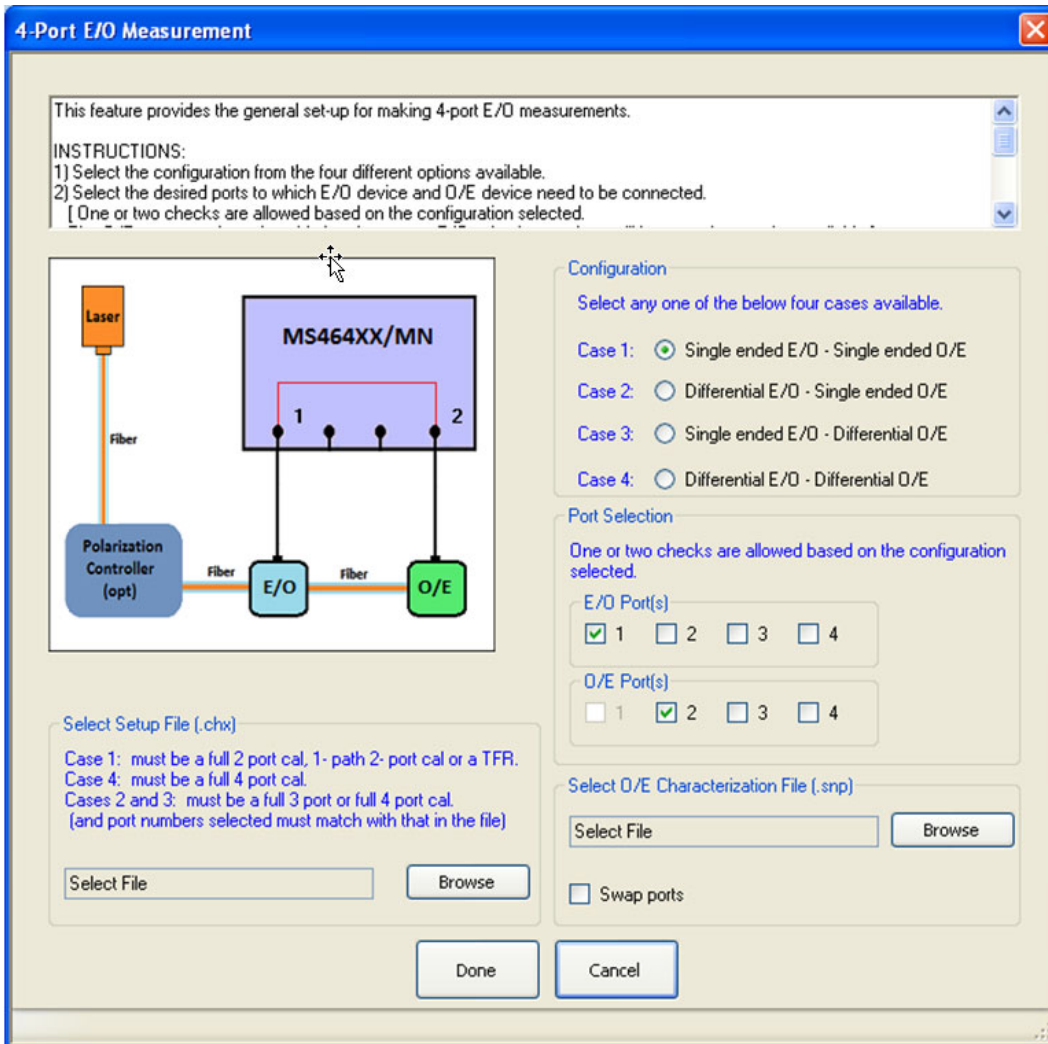 4-Port E/O Measurement
This feature provides the general set-up for making 4-port E/O measurements.
INSTRUCTIONS:
1) Select the configuration from the four different options available.
2) Select the desired ports to which E/O device and O/E device need to be connected.
[ One or two checks are allowed based on the configuration selected.
Laser
Fiber
MS464XX/MN
1
2
Polarization
Controller
(opt)
Fiber
E/O
Fiber
O/E
Configuration
Select any one of the below four cases available.
Case 1: Single ended E/O - Single ended O/E
Case 2: Differential E/O - Single ended O/E
Case 3: Single ended E/O - Differential O/E
Case 4: Differential E/O - Differential O/E
Port Selection
One or two checks are allowed based on the configuration
selected.
E/O Port(s)
1 2 3 4
O/E Port(s)
1 2 3 4
Select Setup File (.chx)
Case 1: must be a full 2 port cal, 1- path 2- port cal or a TFR.
Case 4: must be a full 4 port cal.
Cases 2 and 3: must be a full 3 port or full 4 port cal.
(and port numbers selected must match with that in the file)
Select File
Browse
Select O/E Characterization File (.snp)
Select File
Browse
Swap ports
Done
Cancel